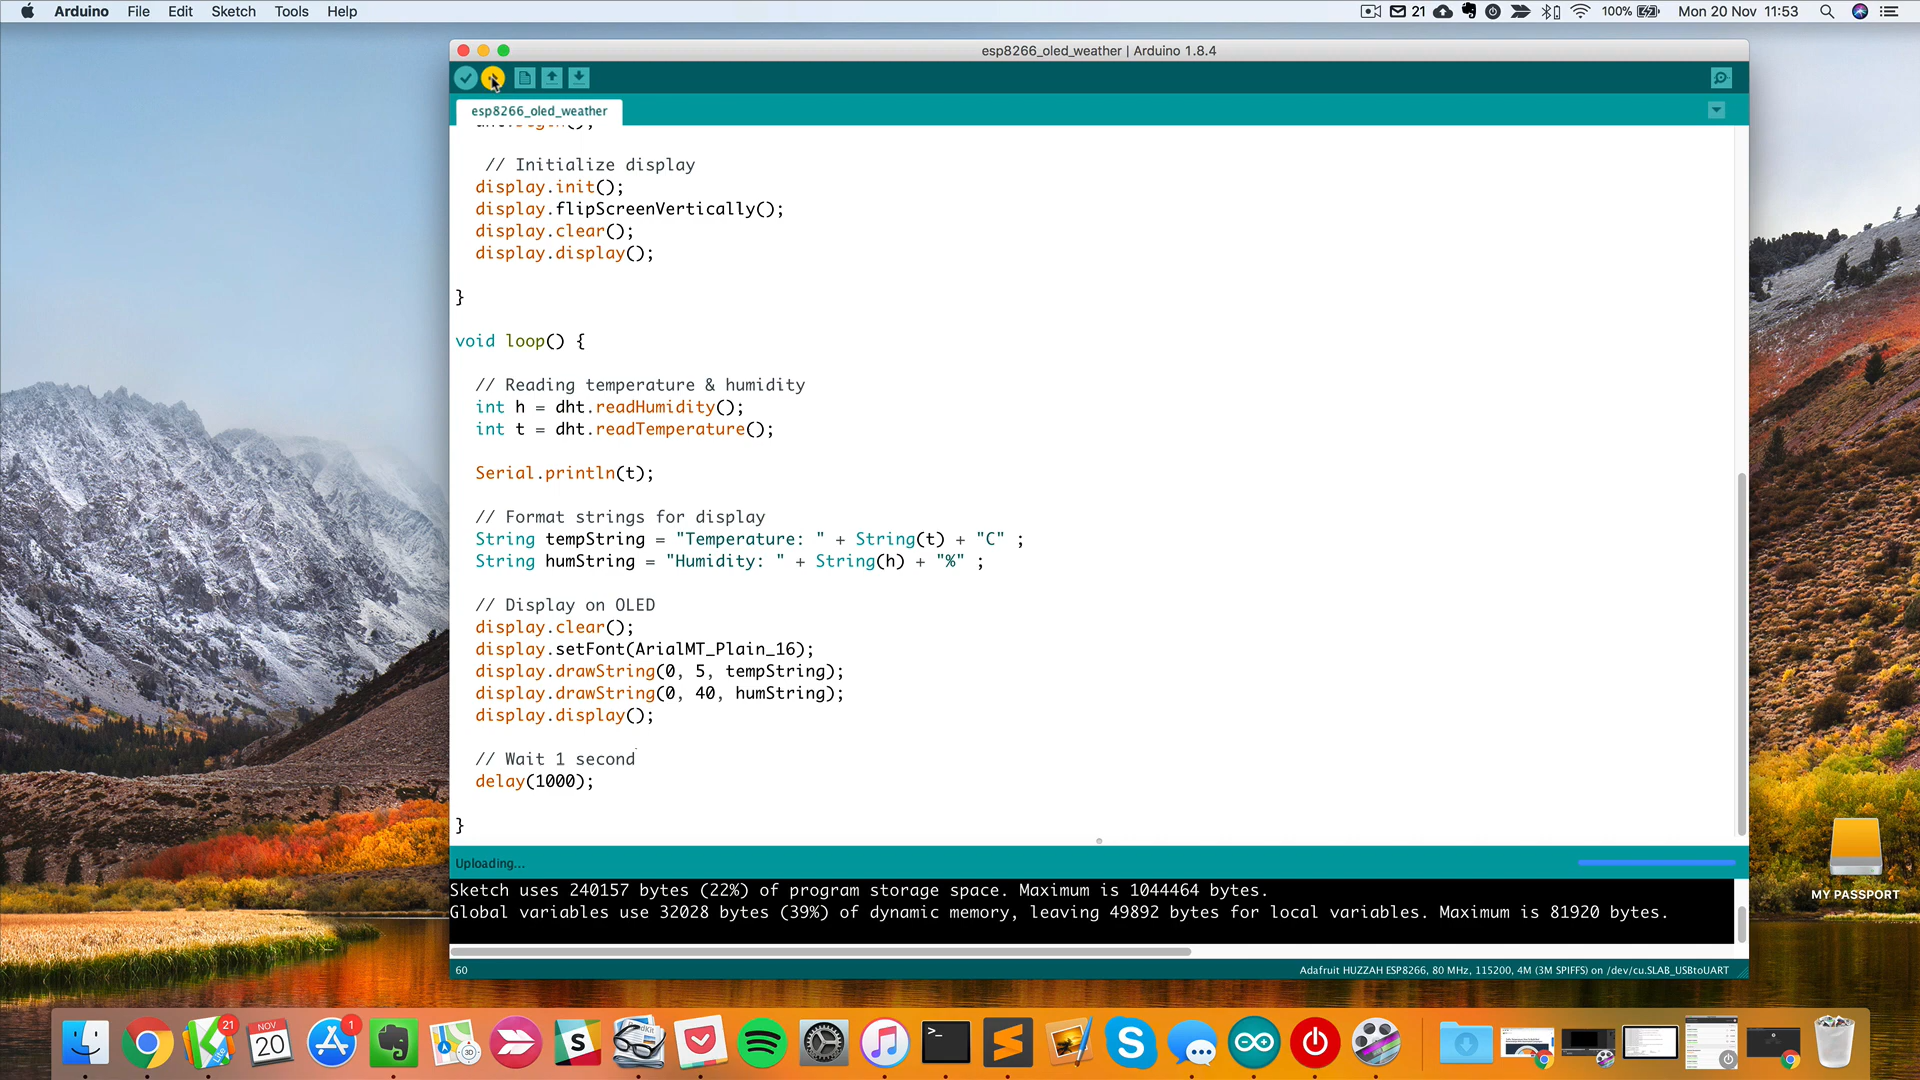 Arduino File Edit Sketch Tools Help
21 100% Mon 20 Nov 11:53
esp8266_oled_weather | Arduino 1.8.4
esp8266_oled_weather
// Initialize display
display.init();
display.flipScreenVertically();
display.clear();
display.display();
}
void loop() {
// Reading temperature & humidity
int h = dht.readHumidity();
int t = dht.readTemperature();
Serial.println(t);
// Format strings for display
String tempString = "Temperature: " + String(t) + "C" ;
String humString = "Humidity: " + String(h) + "%" ;
// Display on OLED
display.clear();
display.setFont(ArialMT_Plain_16);
display.drawString(0, 5, tempString);
display.drawString(0, 40, humString);
display.display();
// Wait 1 second
delay(1000);
}
Uploading...
Sketch uses 240157 bytes (22%) of program storage space. Maximum is 1044464 bytes.
Global variables use 32028 bytes (39%) of dynamic memory, leaving 49892 bytes for local variables. Maximum is 81920 bytes.
60 Adafruit HUZZAH ESP8266, 80 MHz, 115200, 4M (3M SPIFFS) on /dev/cu.SLAB_USBtoUART
MY PASSPORT
21 NOV 20 1 3D S
Lite